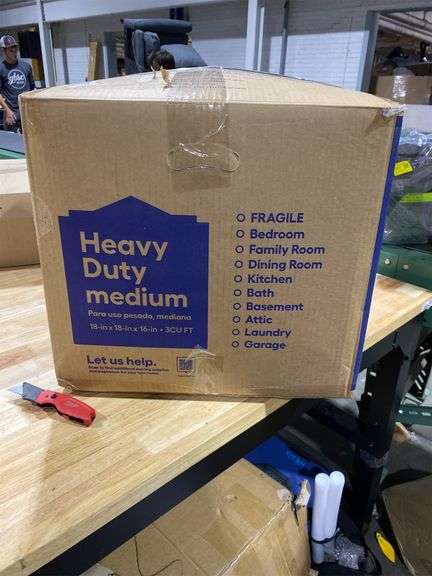 Heavy
Duty
medium
Para uso pesado, mediano
18-in x 18-in x 16-in • 3CU FT
Let us help.
FRAGILE
Bedroom
Family Room
Dining Room
Kitchen
Bath
Basement
Attic
Laundry
Garage